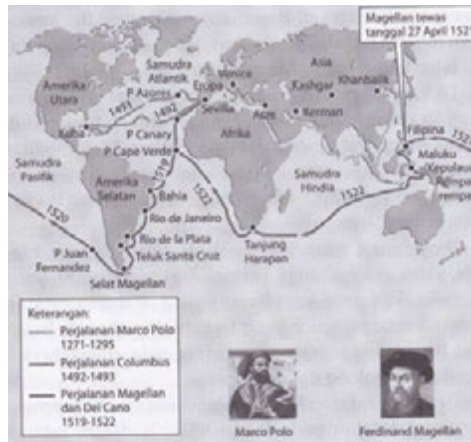 Magellan tewas
tanggal 27 April 1521
Samudra
Atlantik
Amerika
Utara
P Azores
Eropa
Venice
Asia
Kashgar
Khanbalik
1491
1492
Sevilla
Acre
Kerman
Kuba
P Canary
Afrika
Filipina
P Cape Verde
1519
1522
Maluku
Kepulauan
Samudra
Pasifik
Amerika
Selatan
Bahia
Samudra
Hindia
1522
Rio de Janeiro
1520
Rio de la Plata
Teluk Santa Cruz
Tanjung
Harapan
P Juan
Fernandez
Selat Magellan
Keterangan:
Perjalanan Marco Polo
1271-1295
Perjalanan Columbus
1492-1493
Perjalanan Magellan
dan Del Cano
1519-1522
Marco Polo
Ferdinand Magellan